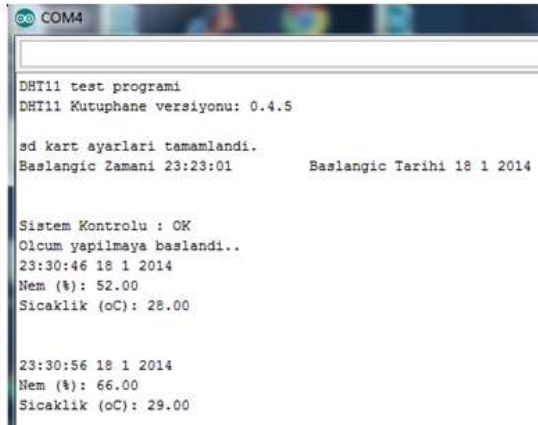 COM4
DHT11 test programi
DHT11 Kutuphane versiyonu: 0.4.5
sd kart ayarlari tamamlandi.
Baslangic Zamani 23:23:01 Baslangic Tarihi 18 1 2014
Sistem Kontrolu : OK
Olcum yapilmaya baslandi..
23:30:46 18 1 2014
Nem (%): 52.00
Sicaklik (oC): 28.00
23:30:56 18 1 2014
Nem (%): 66.00
Sicaklik (oC): 29.00